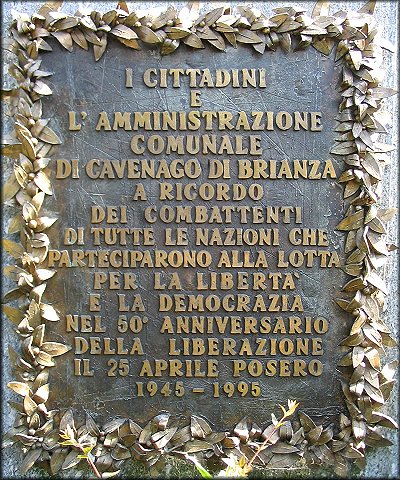 I CITTADINI
E
L'AMMINISTRAZIONE
COMUNALE
DI CAVENAGO DI BRIANZA
A RICORDO
DEI COMBATTENTI
DI TUTTE LE NAZIONI CHE
PARTECIPARONO ALLA LOTTA
PER LA LIBERTA'
E LA DEMOCRAZIA
NEL 50° ANNIVERSARIO
DELLA LIBERAZIONE
IL 25 APRILE POSERO
1945-1995